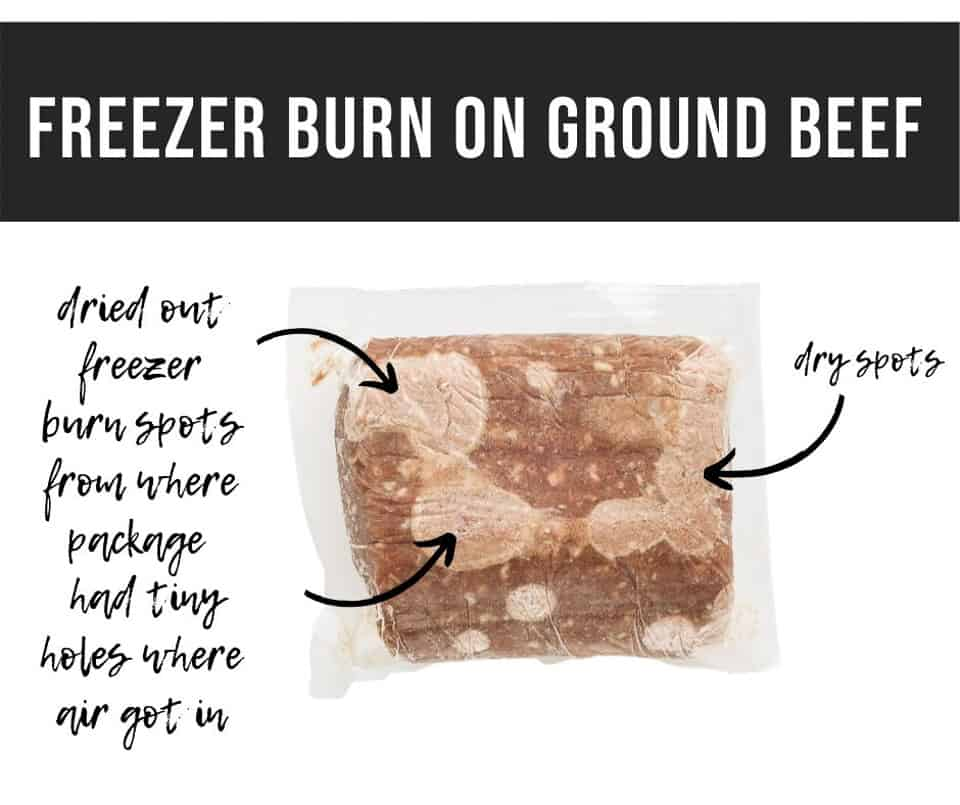 FREEZER BURN ON GROUND BEEF
dried out
freezer
burn spots
from where
package
had tiny
holes where
air got in
dry spots